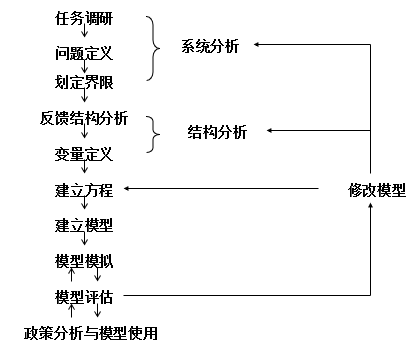 任务调研
问题定义
系统分析
划定界限
反馈结构分析
结构分析
变量定义
建立方程
修改模型
建立模型
模型模拟
模型评估
政策分析与模型使用